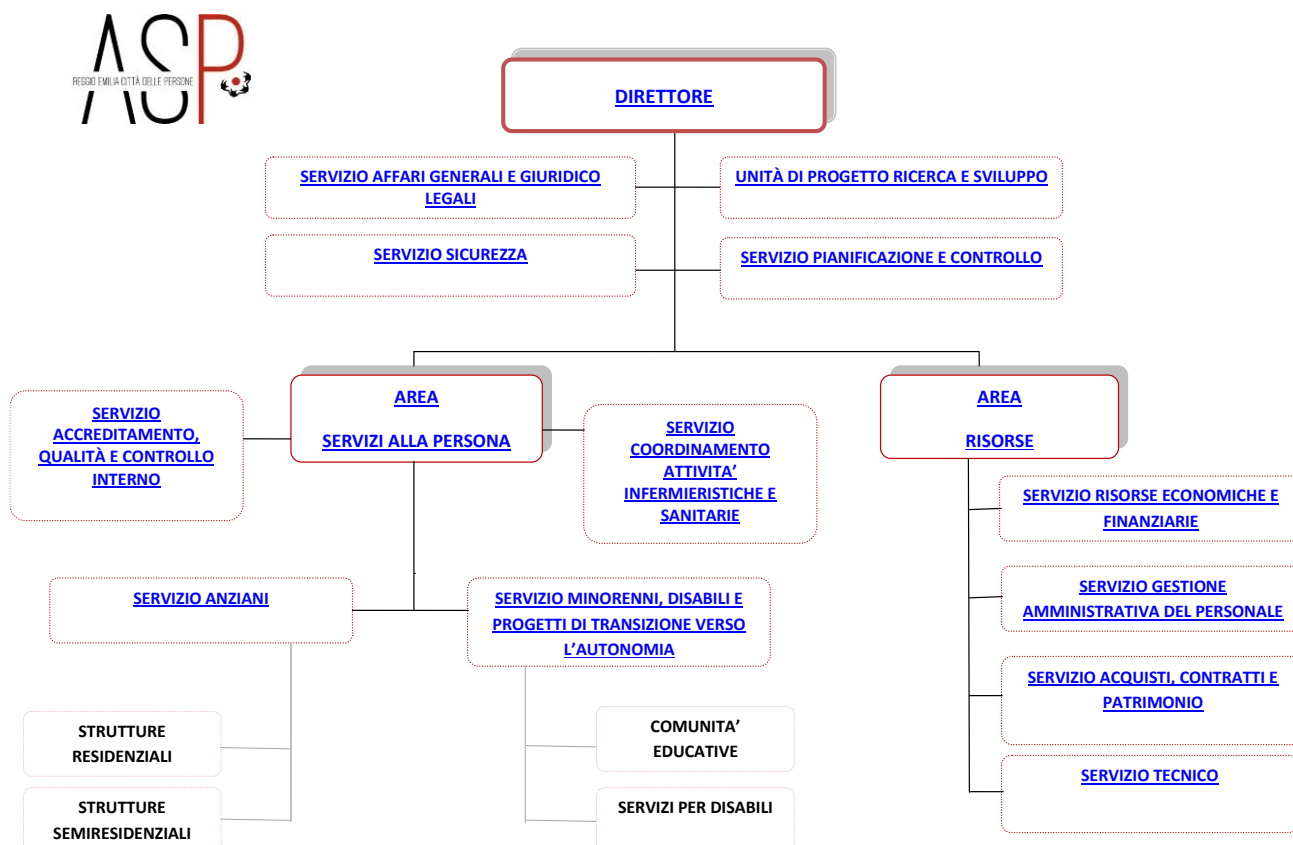 ASP
REGGIO EMILIA CITTÀ DELLE PERSONE
DIRETTORE
SERVIZIO AFFARI GENERALI E GIURIDICO
LEGALI
UNITÀ DI PROGETTO RICERCA E SVILUPPO
SERVIZIO SICUREZZA
SERVIZIO PIANIFICAZIONE E CONTROLLO
AREA
SERVIZI ALLA PERSONA
AREA
RISORSE
SERVIZIO
ACCREDITAMENTO,
QUALITÀ E CONTROLLO
INTERNO
SERVIZIO
COORDINAMENTO
ATTIVITA’
INFERMIERISTICHE E
SANITARIE
SERVIZIO RISORSE ECONOMICHE E
FINANZIARIE
SERVIZIO GESTIONE
AMMINISTRATIVA DEL PERSONALE
SERVIZIO ACQUISTI, CONTRATTI E
PATRIMONIO
SERVIZIO TECNICO
SERVIZIO ANZIANI
SERVIZIO MINORENNI, DISABILI E
PROGETTI DI TRANSIZIONE VERSO
L’AUTONOMIA
STRUTTURE
RESIDENZIALI
STRUTTURE
SEMIRESIDENZIALI
COMUNITA’
EDUCATIVE
SERVIZI PER DISABILI